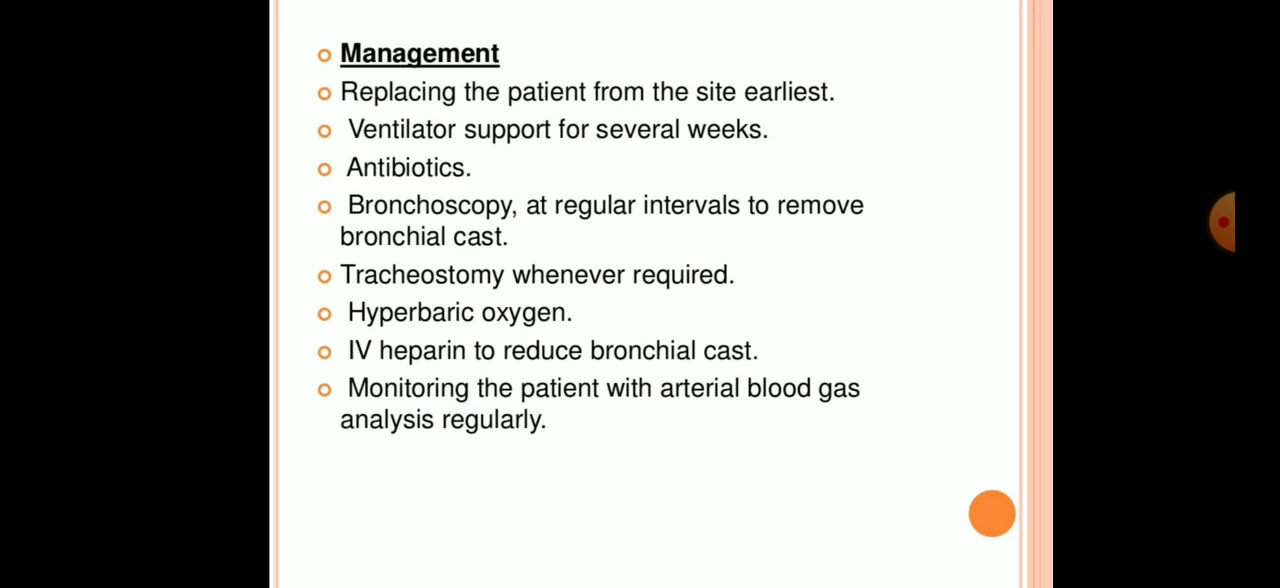 Management
Replacing the patient from the site earliest.
Ventilator support for several weeks.
Antibiotics.
Bronchoscopy, at regular intervals to remove
bronchial cast.
Tracheostomy whenever required.
Hyperbaric oxygen.
IV heparin to reduce bronchial cast.
Monitoring the patient with arterial blood gas
analysis regularly.